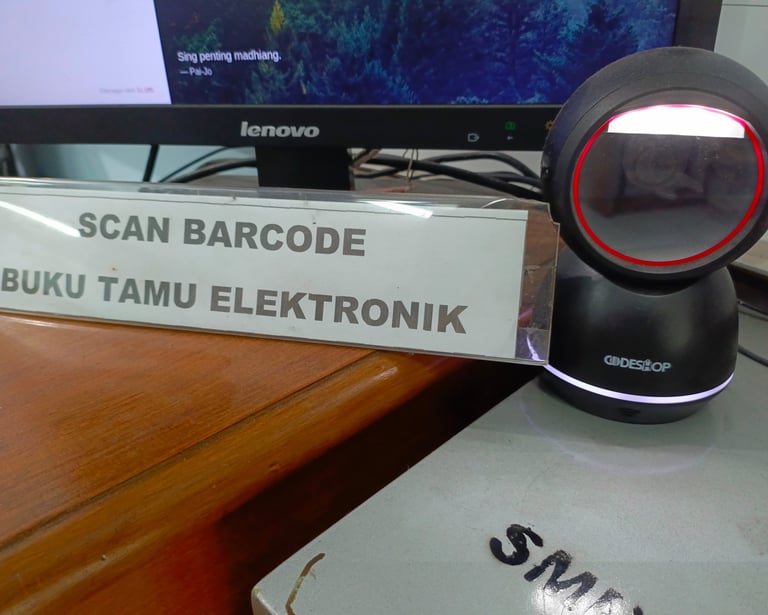 Sing penting madhiang.
— Pai-Jo
lenovo
SCAN BARCODE
BUKU TAMU ELEKTRONIK
CODESHOP